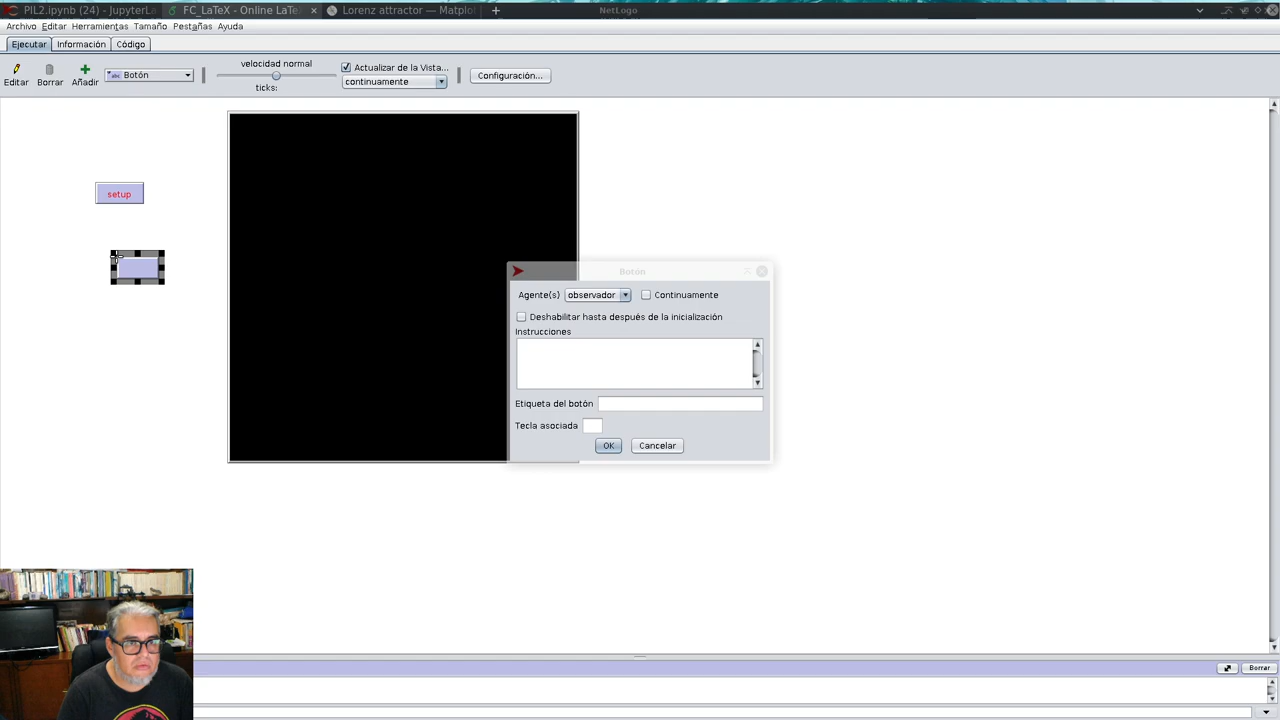 PIL2.ipynb (24) - JupyterLa
FC_LaTeX - Online LaTe
Lorenz attractor — Matplot
NetLogo
Archivo Editar Herramientas Tamaño Pestañas Ayuda
Ejecutar Información Código
Editar Borrar Añadir
abc Botón
velocidad normal
ticks:
Actualizar de la Vista...
continuamente
Configuración...
setup
Botón
Agente(s) observador Continuamente
Deshabilitar hasta después de la inicialización
Instrucciones
Etiqueta del botón
Tecla asociada
OK Cancelar
Borrar